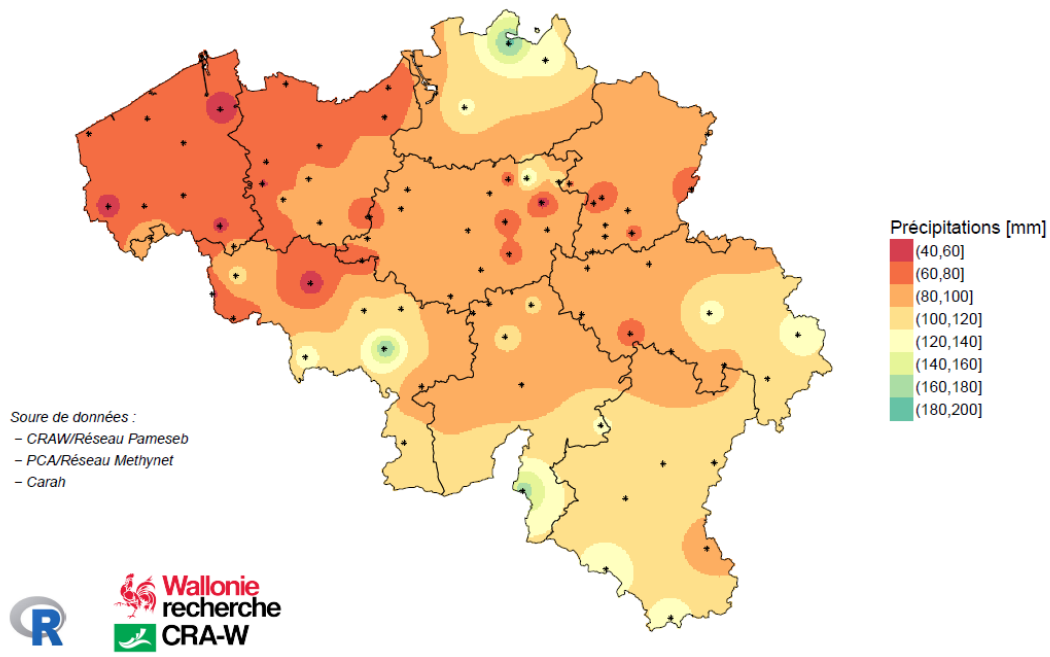 Précipitations [mm]
(40,60]
(60,80]
(80,100]
(100,120]
(120,140]
(140,160]
(160,180]
(180,200]
Soure de données :
− CRAW/Réseau Pameseb
− PCA/Réseau Methynet
− Carah
R
Wallonie
recherche
CRA-W